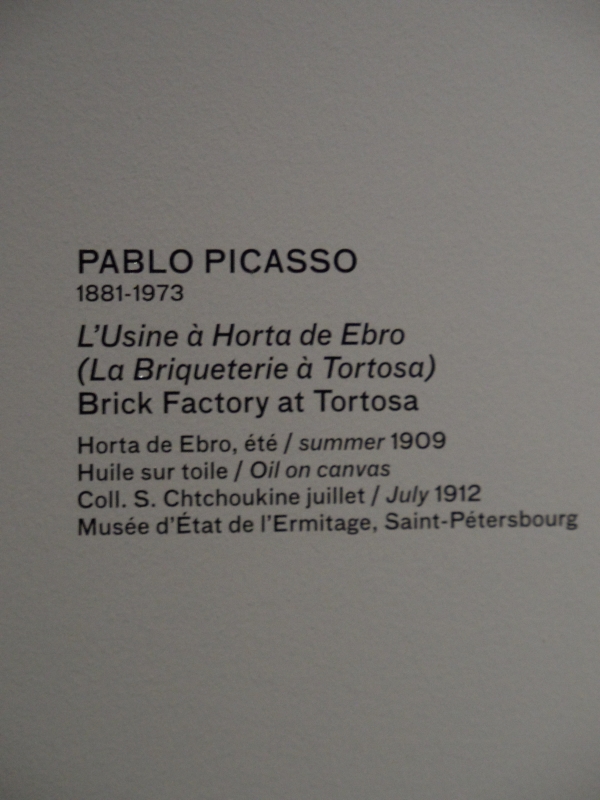 PABLO PICASSO
1881-1973
L'Usine à Horta de Ebro
(La Briqueterie à Tortosa)
Brick Factory at Tortosa
Horta de Ebro, été / summer 1909
Huile sur toile / Oil on canvas
Coll. S. Chtchoukine juillet / July 1912
Musée d'État de l'Ermitage, Saint-Pétersbourg